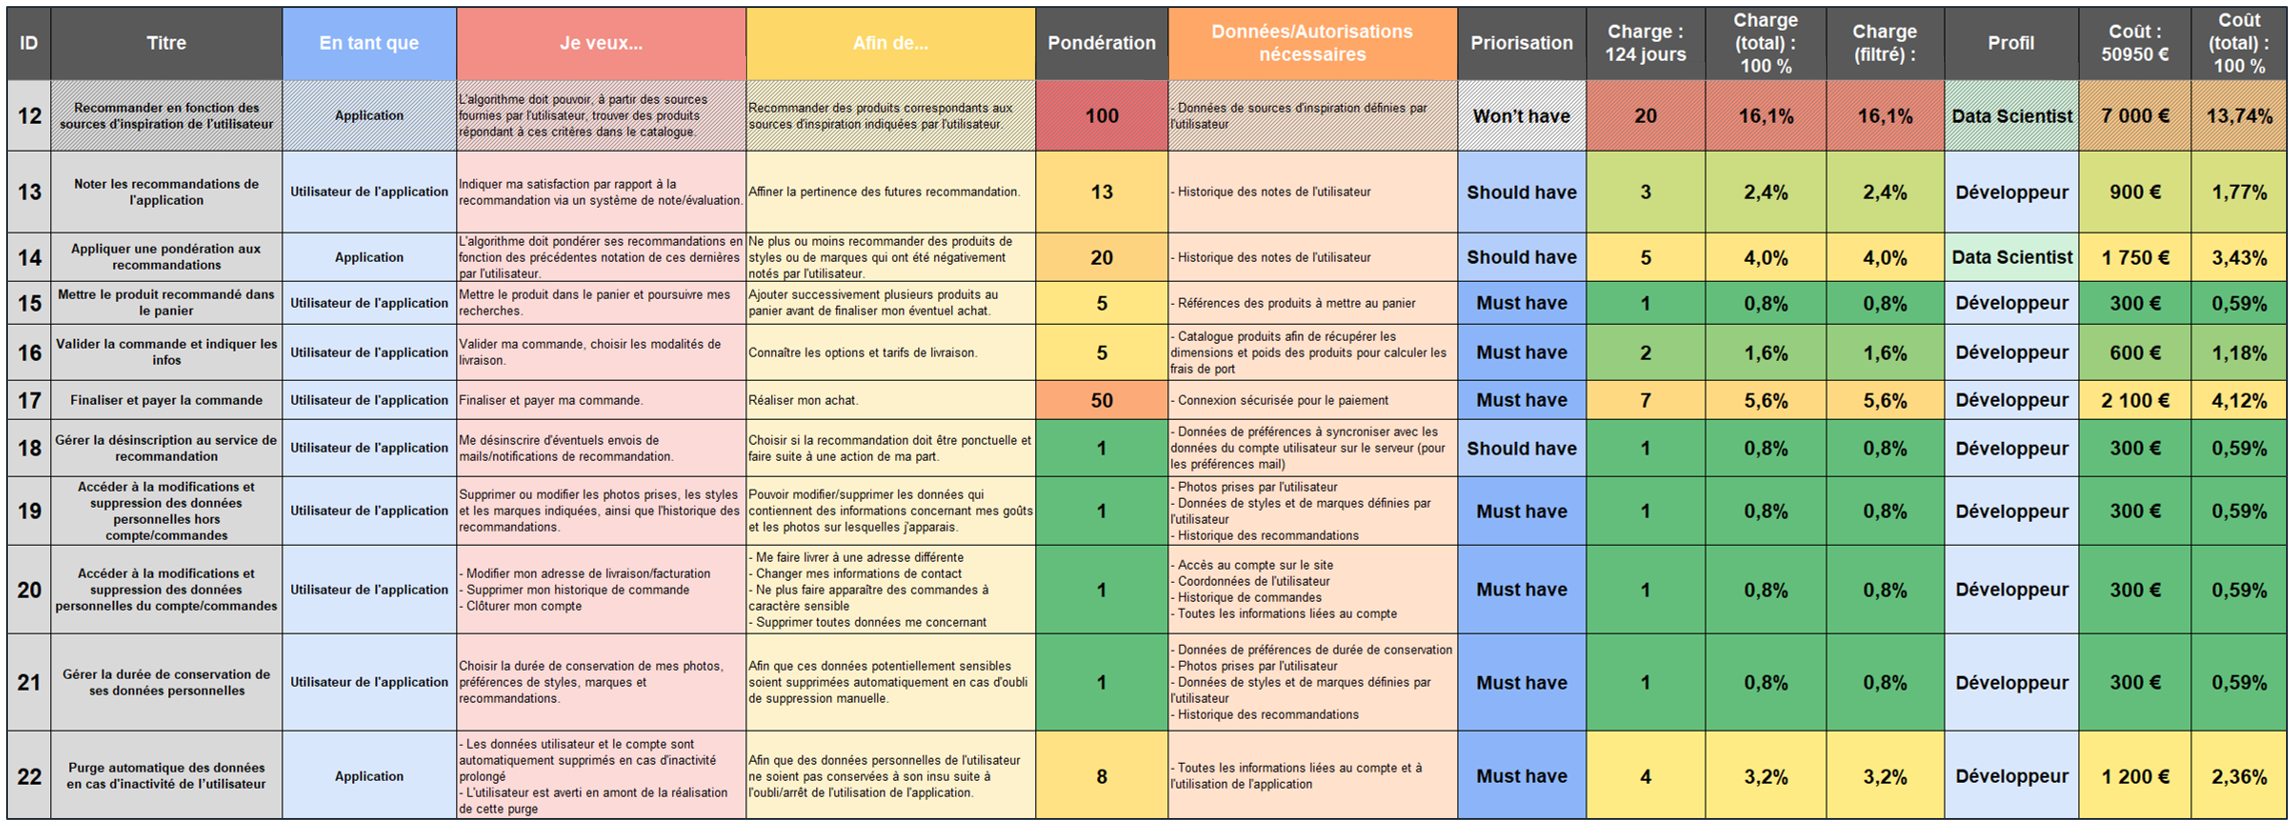 ID
Titre
En tant que
Je veux...
Afin de...
Pondération
Données/Autorisations
nécessaires
Priorisation
Charge :
124 jours
Charge
(total) :
100 %
Charge
(filtré) :
Profil
Coût :
50950 €
Coût
(total) :
100 %
12
Recommander en fonction des
sources d'inspiration de l'utilisateur
Application
L'algorithme doit pouvoir, à partir des sources
fournies par l'utilisateur, trouver des produits
répondant à ces critères dans le catalogue.
Recommander des produits correspondants aux
sources d'inspiration indiquées par l'utilisateur.
100
- Données de sources d'inspiration définies par
l'utilisateur
Won't have
20
16,1%
16,1%
Data Scientist
7 000 €
13,74%
13
Noter les recommandations de
l'application
Utilisateur de l'application
Indiquer ma satisfaction par rapport à la
recommandation via un système de note/évaluation.
Affiner la pertinence des futures recommandation.
13
- Historique des notes de l'utilisateur
Should have
3
2,4%
2,4%
Développeur
900 €
1,77%
14
Appliquer une pondération aux
recommandations
Application
L'algorithme doit pondérer ses recommandations en
fonction des précédentes notation de ces dernières
par l'utilisateur.
Ne plus ou moins recommander des produits de
styles ou de marques qui ont été négativement
notés par l'utilisateur.
20
- Historique des notes de l'utilisateur
Should have
5
4,0%
4,0%
Data Scientist
1 750 €
3,43%
15
Mettre le produit recommandé dans
le panier
Utilisateur de l'application
Mettre le produit dans le panier et poursuivre mes
recherches.
Ajouter successivement plusieurs produits au
panier avant de finaliser mon éventuel achat.
5
- Références des produits à mettre au panier
Must have
1
0,8%
0,8%
Développeur
300 €
0,59%
16
Valider la commande et indiquer les
infos
Utilisateur de l'application
Valider ma commande, choisir les modalités de
livraison.
Connaître les options et tarifs de livraison.
5
- Catalogue produits afin de récupérer les
dimensions et poids des produits pour calculer les
frais de port
Must have
2
1,6%
1,6%
Développeur
600 €
1,18%
17
Finaliser et payer la commande
Utilisateur de l'application
Finaliser et payer ma commande.
Réaliser mon achat.
50
- Connexion sécurisée pour le paiement
Must have
7
5,6%
5,6%
Développeur
2 100 €
4,12%
18
Gérer la désinscription au service de
recommandation
Utilisateur de l'application
Me désinscrire d'éventuels envois de
mails/notifications de recommandation.
Choisir si la recommandation doit être ponctuelle et
faire suite à une action de ma part.
1
- Données de préférences à syncroniser avec les
données du compte utilisateur sur le serveur (pour
les préférences mail)
Should have
1
0,8%
0,8%
Développeur
300 €
0,59%
19
Accéder à la modifications et
suppression des données
personnelles hors
compte/commandes
Utilisateur de l'application
Supprimer ou modifier les photos prises, les styles
et les marques indiquées, ainsi que l'historique des
recommandations.
Pouvoir modifier/supprimer les données qui
contiennent des informations concernant mes goûts
et les photos sur lesquelles j'apparais.
1
- Photos prises par l'utilisateur
- Données de styles et de marques définies par
l'utilisateur
- Historique des recommandations
Must have
1
0,8%
0,8%
Développeur
300 €
0,59%
20
Accéder à la modifications et
suppression des données
personnelles du compte/commandes
Utilisateur de l'application
- Modifier mon adresse de livraison/facturation
- Supprimer mon historique de commande
- Clôturer mon compte
- Me faire livrer à une adresse différente
- Changer mes informations de contact
- Ne plus faire apparaître des commandes à
caractère sensible
- Supprimer toutes données me concernant
1
- Accès au compte sur le site
- Coordonnées de l'utilisateur
- Historique de commandes
- Toutes les informations liées au compte
Must have
1
0,8%
0,8%
Développeur
300 €
0,59%
21
Gérer la durée de conservation de
ses données personnelles
Utilisateur de l'application
Choisir la durée de conservation de mes photos,
préférences de styles, marques et
recommandations.
Afin que ces données potentiellement sensibles
soient supprimées automatiquement en cas d'oubli
de suppression manuelle.
1
- Données de préférences de durée de conservation
- Photos prises par l'utilisateur
- Données de styles et de marques définies par
l'utilisateur
- Historique des recommandations
Must have
1
0,8%
0,8%
Développeur
300 €
0,59%
22
Purge automatique des données
en cas d'inactivité de l'utilisateur
Application
- Les données utilisateur et le compte sont
automatiquement supprimés en cas d'inactivité
prolongé
- L'utilisateur est averti en amont de la réalisation
de cette purge
Afin que des données personnelles de l'utilisateur
ne soient pas conservées à son insu suite à
l'oubli/arrêt de l'utilisation de l'application.
8
- Toutes les informations liées au compte et à
l'utilisation de l'application
Must have
4
3,2%
3,2%
Développeur
1 200 €
2,36%